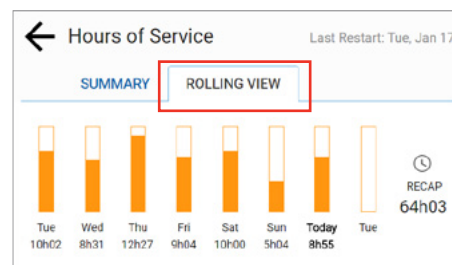 Hours of Service
Last Restart: Tue, Jan 17
SUMMARY
ROLLING VIEW
RECAP
64h03
Tue Wed Thu Fri Sat Sun Today Tue
10h02 8h31 12h27 9h04 10h00 5h04 8h55